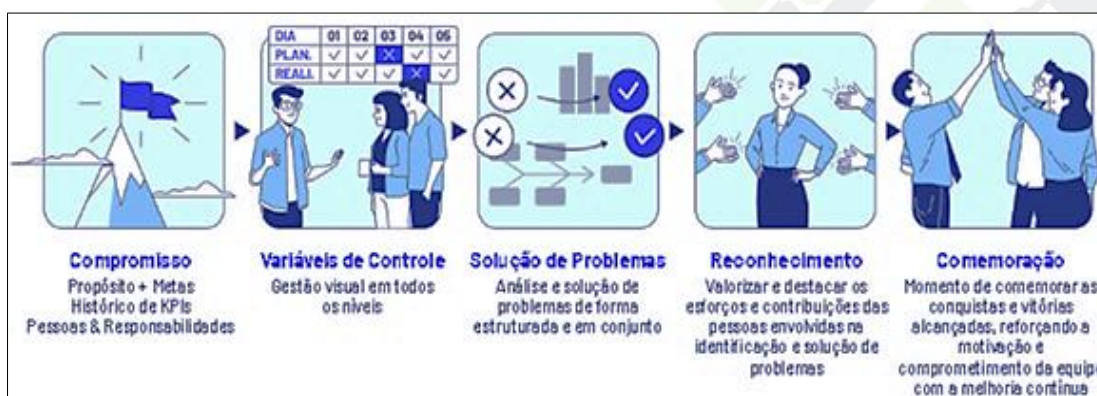 DIA 01 02 03 04 05
PLAN.
REALI.
Compromisso
Propósito + Metas
Histórico de KPIs
Pessoas & Responsabilidades
Variáveis de Controle
Gestão visual em todos
os níveis
Solução de Problemas
Análise e solução de
problemas de forma
estruturada e em conjunto
Reconhecimento
Valorizar e destacar os
esforços e contribuições das
pessoas envolvidas na
identificação e solução de
problemas
Comemoração
Momento de comemorar as
conquistas e vitórias
alcançadas, reforçando a
motivação e
comprometimento da equipe
com a melhoria contínua